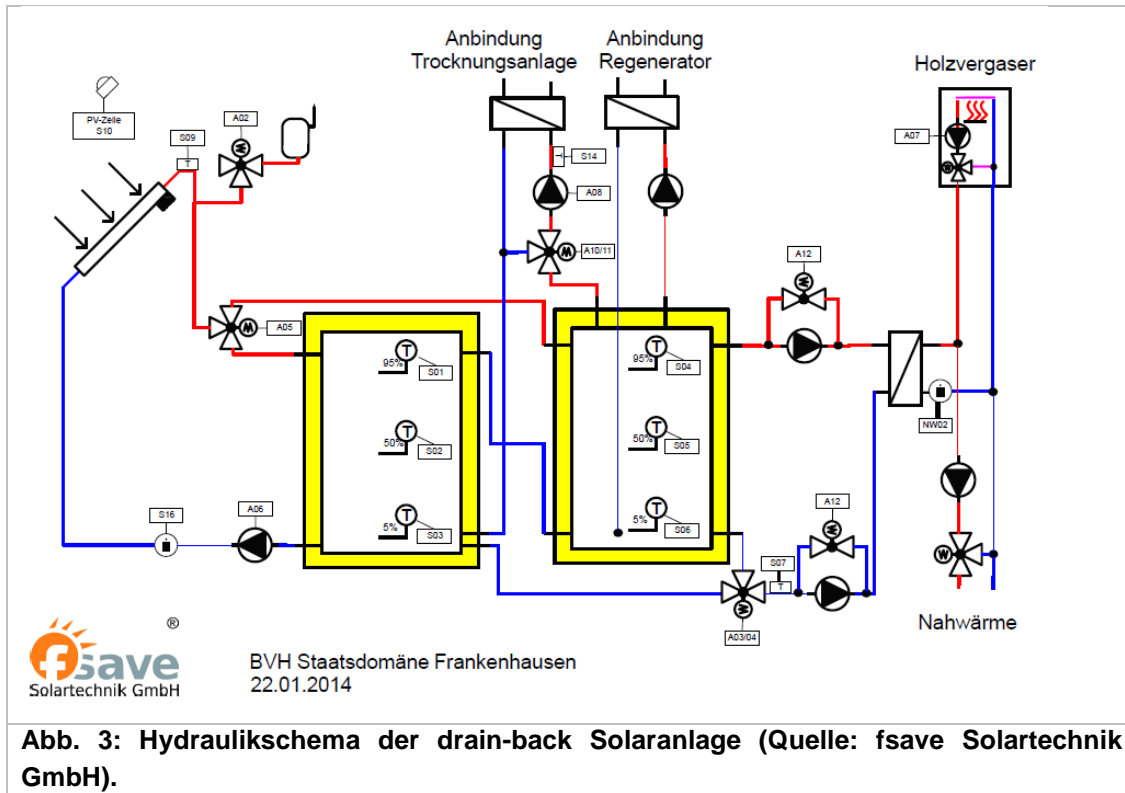 Anbindung
Trocknungsanlage
Anbindung
Regenerator
Holzvergaser
PV-Zelle
S10
S09
T
A02
A07
S14
A08
A10/11
A12
A05
95%
T
S01
50%
T
S02
5%
T
S03
95%
T
S04
50%
T
S05
5%
T
S06
NW02
S16
A06
S07
T
A12
A03/04
Nahwärme
®
fsave
Solartechnik GmbH
BVH Staatsdomäne Frankenhausen
22.01.2014
Abb. 3: Hydraulikschema der drain-back Solaranlage (Quelle: fsave Solartechnik
GmbH).